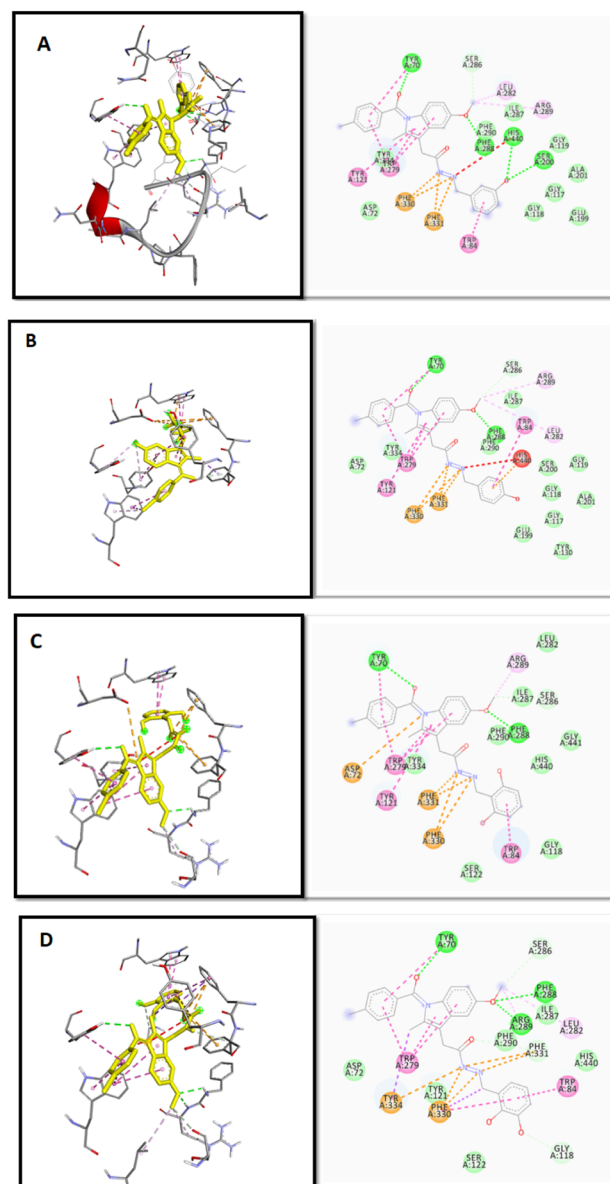 A
TYR
A:70
SER
A:286
LEU
A:282
ILE
A:287
ARG
A:289
PHE
A:290
HIS
A:440
PHE
A:288
SER
A:200
GLY
A:119
TYR
A:334
TRP
A:279
TYR
A:121
ALA
A:201
GLY
A:117
PHE
A:330
ASP
A:72
GLY
A:118
GLU
A:199
PHE
A:331
TRP
A:84
B
TYR
A:70
SER
A:286
ARG
A:289
ILE
A:287
TRP
A:84
PHE
A:288
LEU
A:282
PHE
A:290
TYR
A:334
HIS
A:440
ASP
A:72
TRP
A:279
SER
A:200
GLY
A:119
TYR
A:121
GLY
A:118
ALA
A:201
PHE
A:331
PHE
A:330
GLY
A:117
GLU
A:199
TYR
A:130
C
LEU
A:282
TYR
A:70
ARG
A:289
ILE
A:287
SER
A:286
PHE
A:290
PHE
A:288
GLY
A:441
TRP
A:279
TYR
A:334
HIS
A:440
ASP
A:72
TYR
A:121
PHE
A:331
PHE
A:330
TRP
A:84
GLY
A:118
SER
A:122
D
TYR
A:70
SER
A:286
PHE
A:288
ARG
A:289
ILE
A:287
LEU
A:282
PHE
A:290
PHE
A:331
HIS
A:440
ASP
A:72
TRP
A:279
TRP
A:84
TYR
A:334
TYR
A:121
PHE
A:330
GLY
A:118
SER
A:122